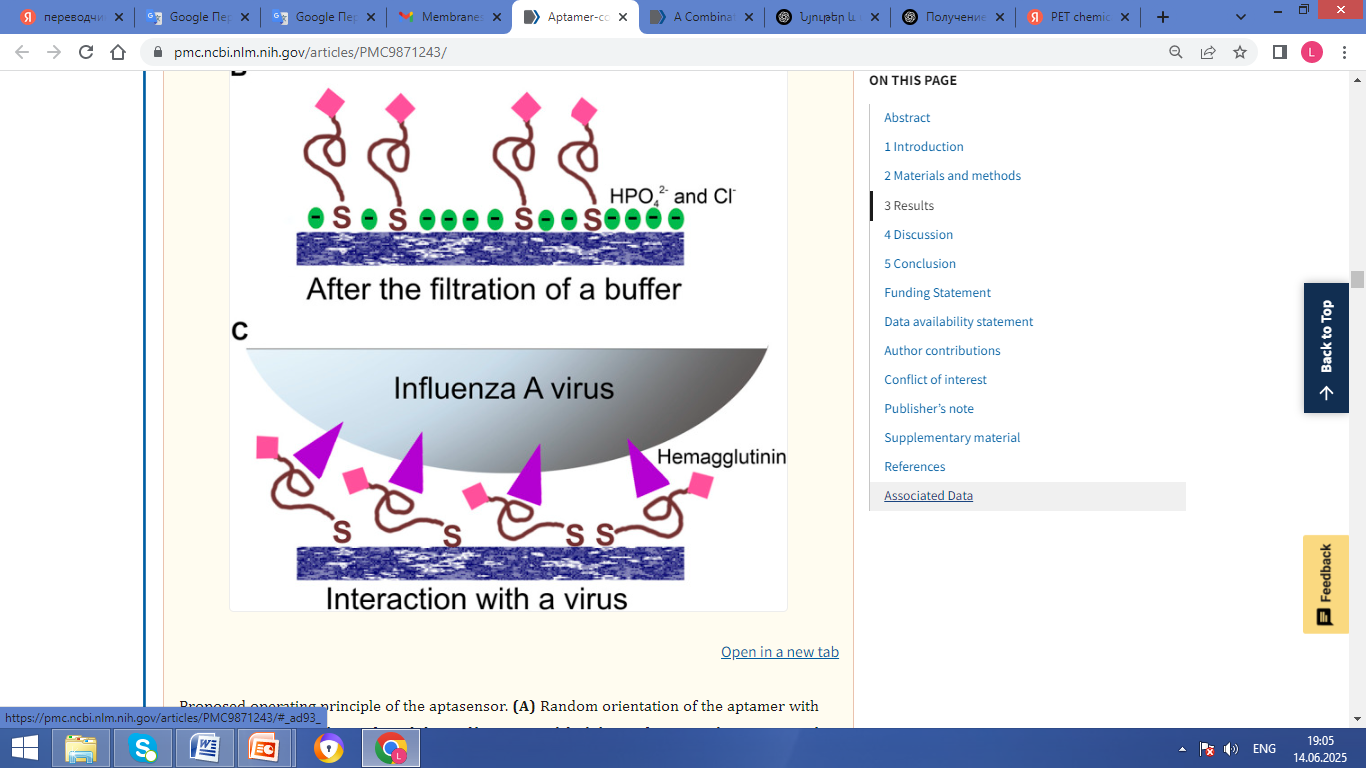 переводчи
Google Пер
Google Пер
Membranes
Aptamer-co
A Combinat
Նյութեր և
Получение
PET chemic
pmc.ncbi.nlm.nih.gov/articles/PMC9871243/
L
B
HPO₄²⁻ and Cl⁻
S S S S
After the filtration of a buffer
C
Influenza A virus
Hemagglutinin
S S S S
Interaction with a virus
Open in a new tab
Proposed operating principle of the aptasensor. (A) Random orientation of the aptamer with
ON THIS PAGE
Abstract
1 Introduction
2 Materials and methods
3 Results
4 Discussion
5 Conclusion
Funding Statement
Data availability statement
Author contributions
Conflict of interest
Publisher's note
Supplementary material
References
Associated Data
Back to Top
Feedback
https://pmc.ncbi.nlm.nih.gov/articles/PMC9871243/#_ad93_
ENG
19:05
14.06.2025